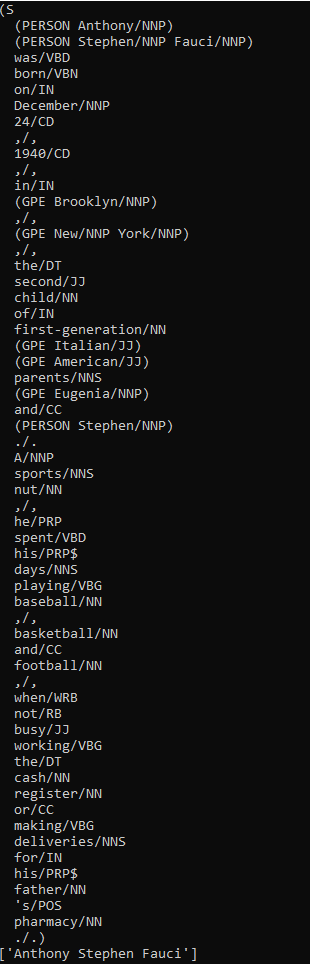 (S
(PERSON Anthony/NNP)
(PERSON Stephen/NNP Fauci/NNP)
was/VBD
born/VBN
on/IN
December/NNP
24/CD
,/,
1940/CD
,/,
in/IN
(GPE Brooklyn/NNP)
,/,
(GPE New/NNP York/NNP)
,/,
the/DT
second/JJ
child/NN
of/IN
first-generation/NN
(GPE Italian/JJ)
(GPE American/JJ)
parents/NNS
(GPE Eugenia/NNP)
and/CC
(PERSON Stephen/NNP)
./.
A/NNP
sports/NNS
nut/NN
,/,
he/PRP
spent/VBD
his/PRP$
days/NNS
playing/VBG
baseball/NN
,/,
basketball/NN
and/CC
football/NN
,/,
when/WRB
not/RB
busy/JJ
working/VBG
the/DT
cash/NN
register/NN
or/CC
making/VBG
deliveries/NNS
for/IN
his/PRP$
father/NN
's/POS
pharmacy/NN
./.)
['Anthony Stephen Fauci']